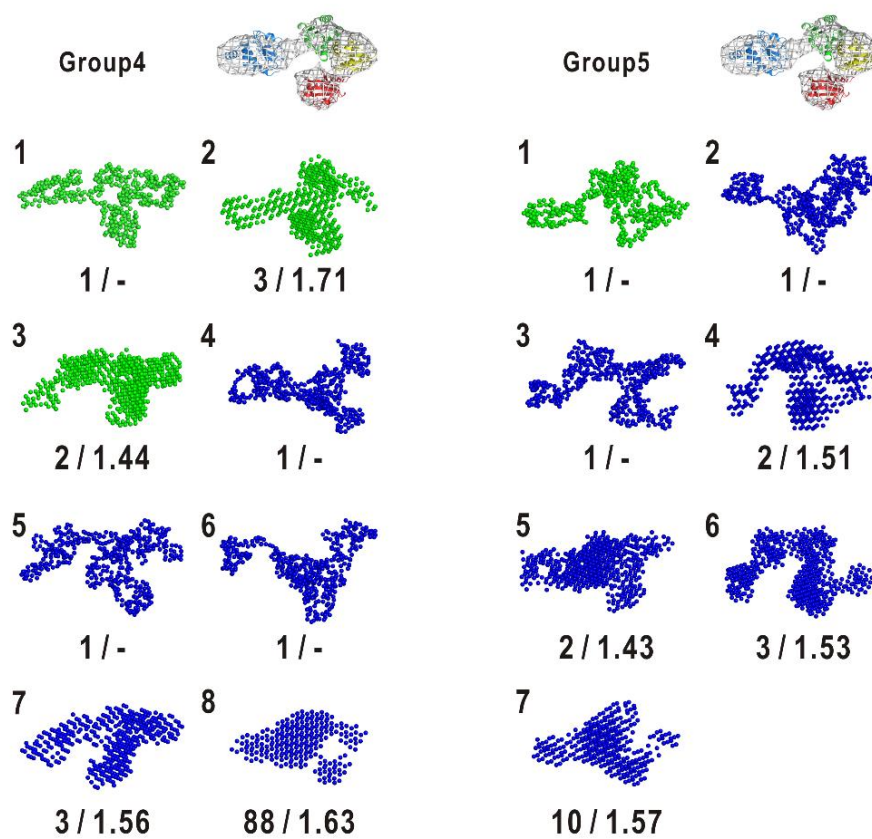 Group4
Group5
1 2
1 / - 3 / 1.71
3 4
2 / 1.44 1 / -
5 6
1 / - 1 / -
7 8
3 / 1.56 88 / 1.63
1 2
1 / - 1 / -
3 4
1 / - 2 / 1.51
5 6
2 / 1.43 3 / 1.53
7
10 / 1.57